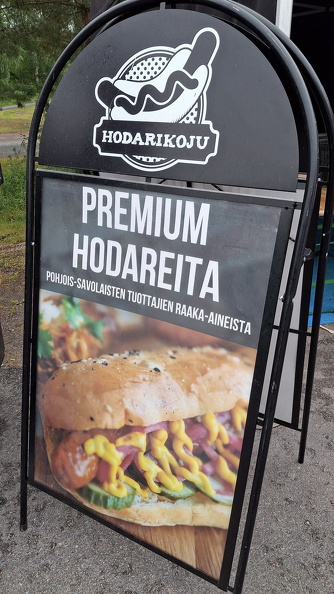 HODARIKOJU
PREMIUM
HODAREITA
POHJOIS-SAVOLAISTEN TUOTTAJIEN RAAKA-AINEISTA